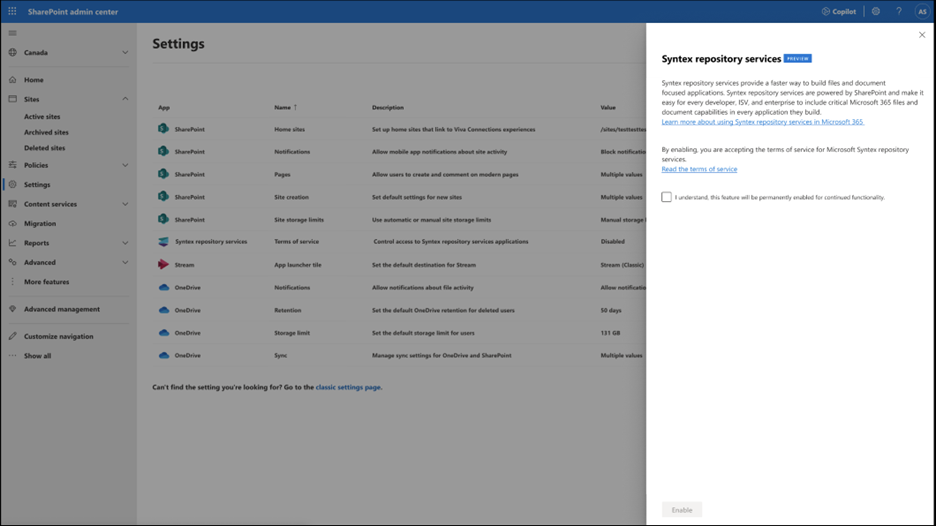 SharePoint admin center
Copilot
?
AS
Canada
Home
Sites
Active sites
Archived sites
Deleted sites
Policies
Settings
Content services
Migration
Reports
Advanced
More features
Advanced management
Customize navigation
Show all
Settings
App Name ↑ Description Value
SharePoint Home sites Set up home sites that link to Viva Connections experiences /sites/testtesttes
SharePoint Notifications Allow mobile app notifications about site activity Block notificatio
SharePoint Pages Allow users to create and comment on modern pages Multiple values
SharePoint Site creation Set default settings for new sites Multiple values
SharePoint Site storage limits Use automatic or manual site storage limits Manual storage l
Syntex repository services Terms of service Control access to Syntex repository services applications Disabled
Stream App launcher tile Set the default destination for Stream Stream (Classic)
OneDrive Notifications Allow notifications about file activity Allow notificatio
OneDrive Retention Set the default OneDrive retention for deleted users 50 days
OneDrive Storage limit Set the default storage limit for users 131 GB
OneDrive Sync Manage sync settings for OneDrive and SharePoint Multiple values
Can't find the setting you're looking for? Go to the classic settings page.
Syntex repository services PREVIEW
Syntex repository services provide a faster way to build files and document
focused applications. Syntex repository services are powered by SharePoint and make it
easy for every developer, ISV, and enterprise to include critical Microsoft 365 files and
document capabilities in every application they build.
Learn more about using Syntex repository services in Microsoft 365
By enabling, you are accepting the terms of service for Microsoft Syntex repository
services.
Read the terms of service
I understand, this feature will be permanently enabled for continued functionality.
Enable